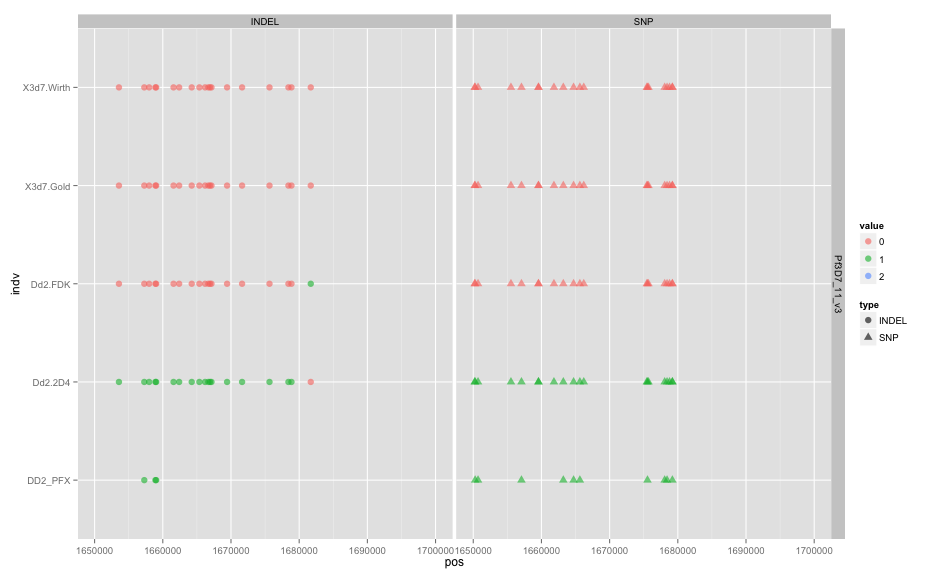 INDEL SNP
X3d7.Wirth
X3d7.Gold
Dd2.FDK
Dd2.2D4
DD2_PFX
indv
1650000 1660000 1670000 1680000 1690000 1700000 1650000 1660000 1670000 1680000 1690000 1700000
pos
Pf3D7_11_v3
value
0
1
2
type
INDEL
SNP